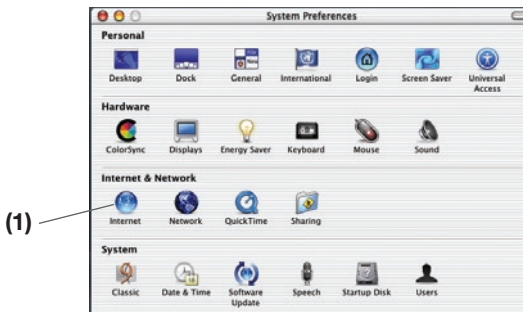 System Preferences
Personal
Desktop Dock General International Login Screen Saver Universal Access
Hardware
ColorSync Displays Energy Saver Keyboard Mouse Sound
Internet & Network
(1)
Internet Network QuickTime Sharing
System
Classic Date & Time Software Update Speech Startup Disk Users